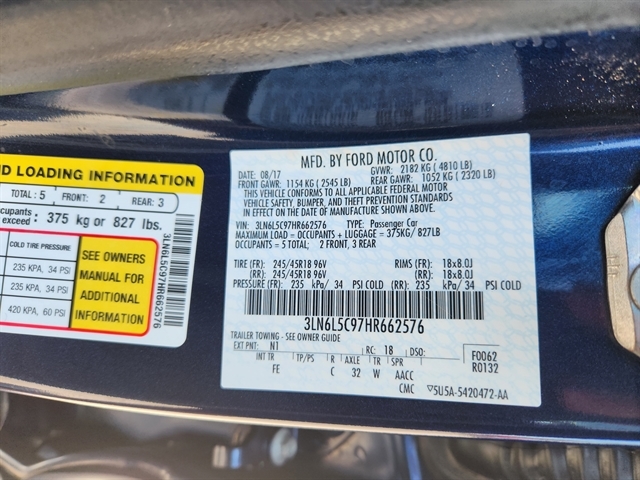 ND LOADING INFORMATION
TOTAL: 5 FRONT: 2 REAR: 3
cupants
exceed : 375 kg or 827 lbs.
COLD TIRE PRESSURE
235 KPA, 34 PSI
235 KPA, 34 PSI
420 KPA, 60 PSI
SEE OWNERS
MANUAL FOR
ADDITIONAL
INFORMATION
3LN6L5C97HR662576
MFD. BY FORD MOTOR CO.
DATE: 08/17 GVWR: 2182 KG ( 4810 LB)
FRONT GAWR: 1154 KG ( 2545 LB) REAR GAWR: 1052 KG ( 2320 LB)
THIS VEHICLE CONFORMS TO ALL APPLICABLE FEDERAL MOTOR
VEHICLE SAFETY, BUMPER, AND THEFT PREVENTION STANDARDS
IN EFFECT ON THE DATE OF MANUFACTURE SHOWN ABOVE.
VIN: 3LN6L5C97HR662576 TYPE: Passenger Car
MAXIMUM LOAD = OCCUPANTS + LUGGAGE = 375KG/ 827LB
OCCUPANTS: 5 TOTAL; 2 FRONT, 3 REAR
TIRE (FR): 245/45R18 96V RIMS (FR): 18x8.0J
(RR): 245/45R18 96V (RR): 18x8.0J
PRESSURE (FR): 235 kPa/ 34 PSI COLD (RR): 235 kPa/ 34 PSI COLD
3LN6L5C97HR662576
TRAILER TOWING - SEE OWNER GUIDE
EXT PNT: N1 RC: 18 DSO:
INT TR TP/PS R AXLE TR SPR
FE C 32 W AACC
CMC
F0062
R0132
5U5A-5420472-AA